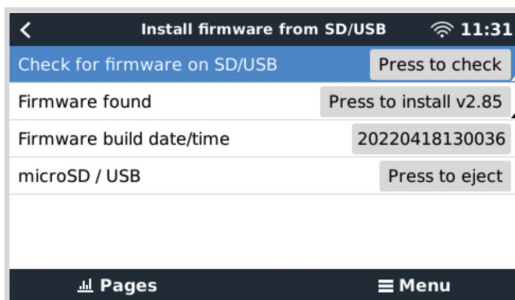 Install firmware from SD/USB 11:31
Check for firmware on SD/USB Press to check
Firmware found Press to install v2.85
Firmware build date/time 20220418130036
microSD / USB Press to eject
Pages Menu